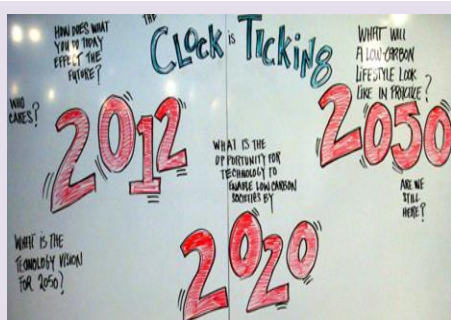 THE
CLOCK is TICKING
HOW DOES WHAT
YOU DO TODAY
EFFECT THE
FUTURE?
WHO
CARES?
2012
WHAT IS THE
TECHNOLOGY VISION
FOR 2050?
WHAT IS THE
OPPORTUNITY FOR
TECHNOLOGY TO
ENABLE LOW CARBON
SOCIETIES BY
2020
WHAT WILL
A LOW-CARBON
LIFESTYLE LOOK
LIKE IN PRACTICE?
2050
ARE WE
STILL
HERE?